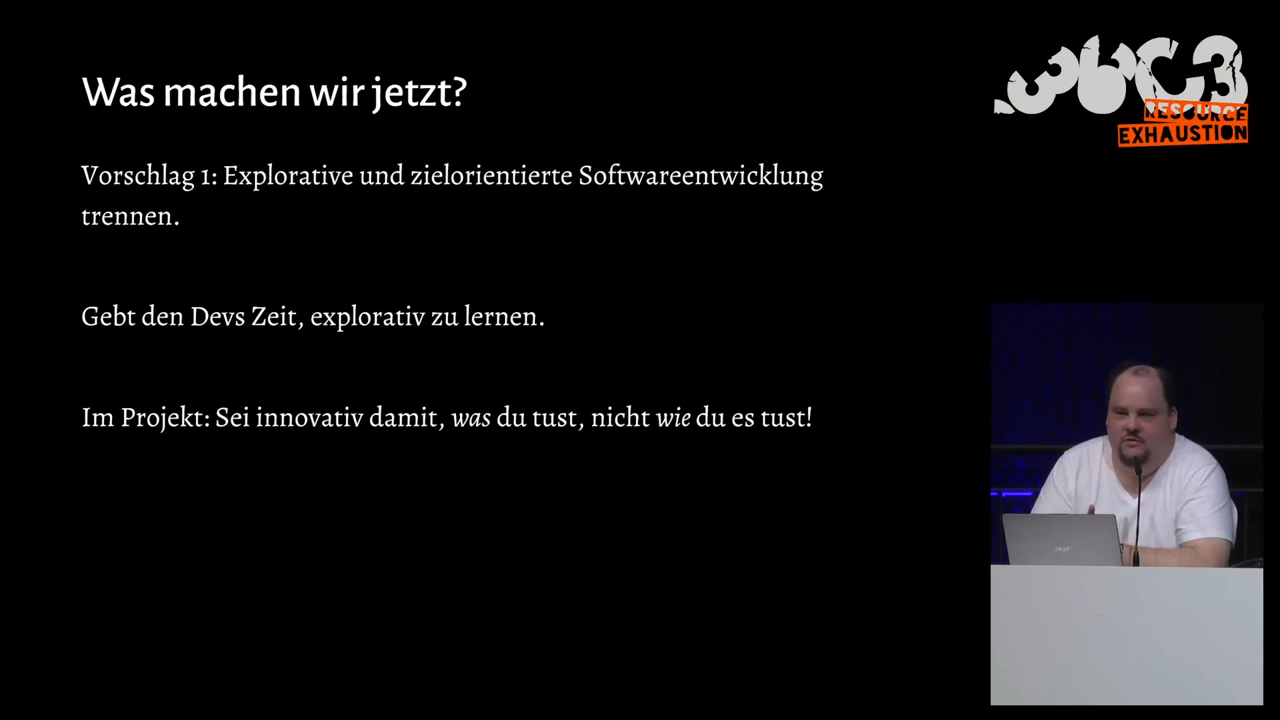 Was machen wir jetzt?
36C3
RESOURCE
EXHAUSTION
Vorschlag 1: Explorative und zielorientierte Softwareentwicklung
trennen.
Gebt den Devs Zeit, explorativ zu lernen.
Im Projekt: Sei innovativ damit, was du tust, nicht wie du es tust!
acer